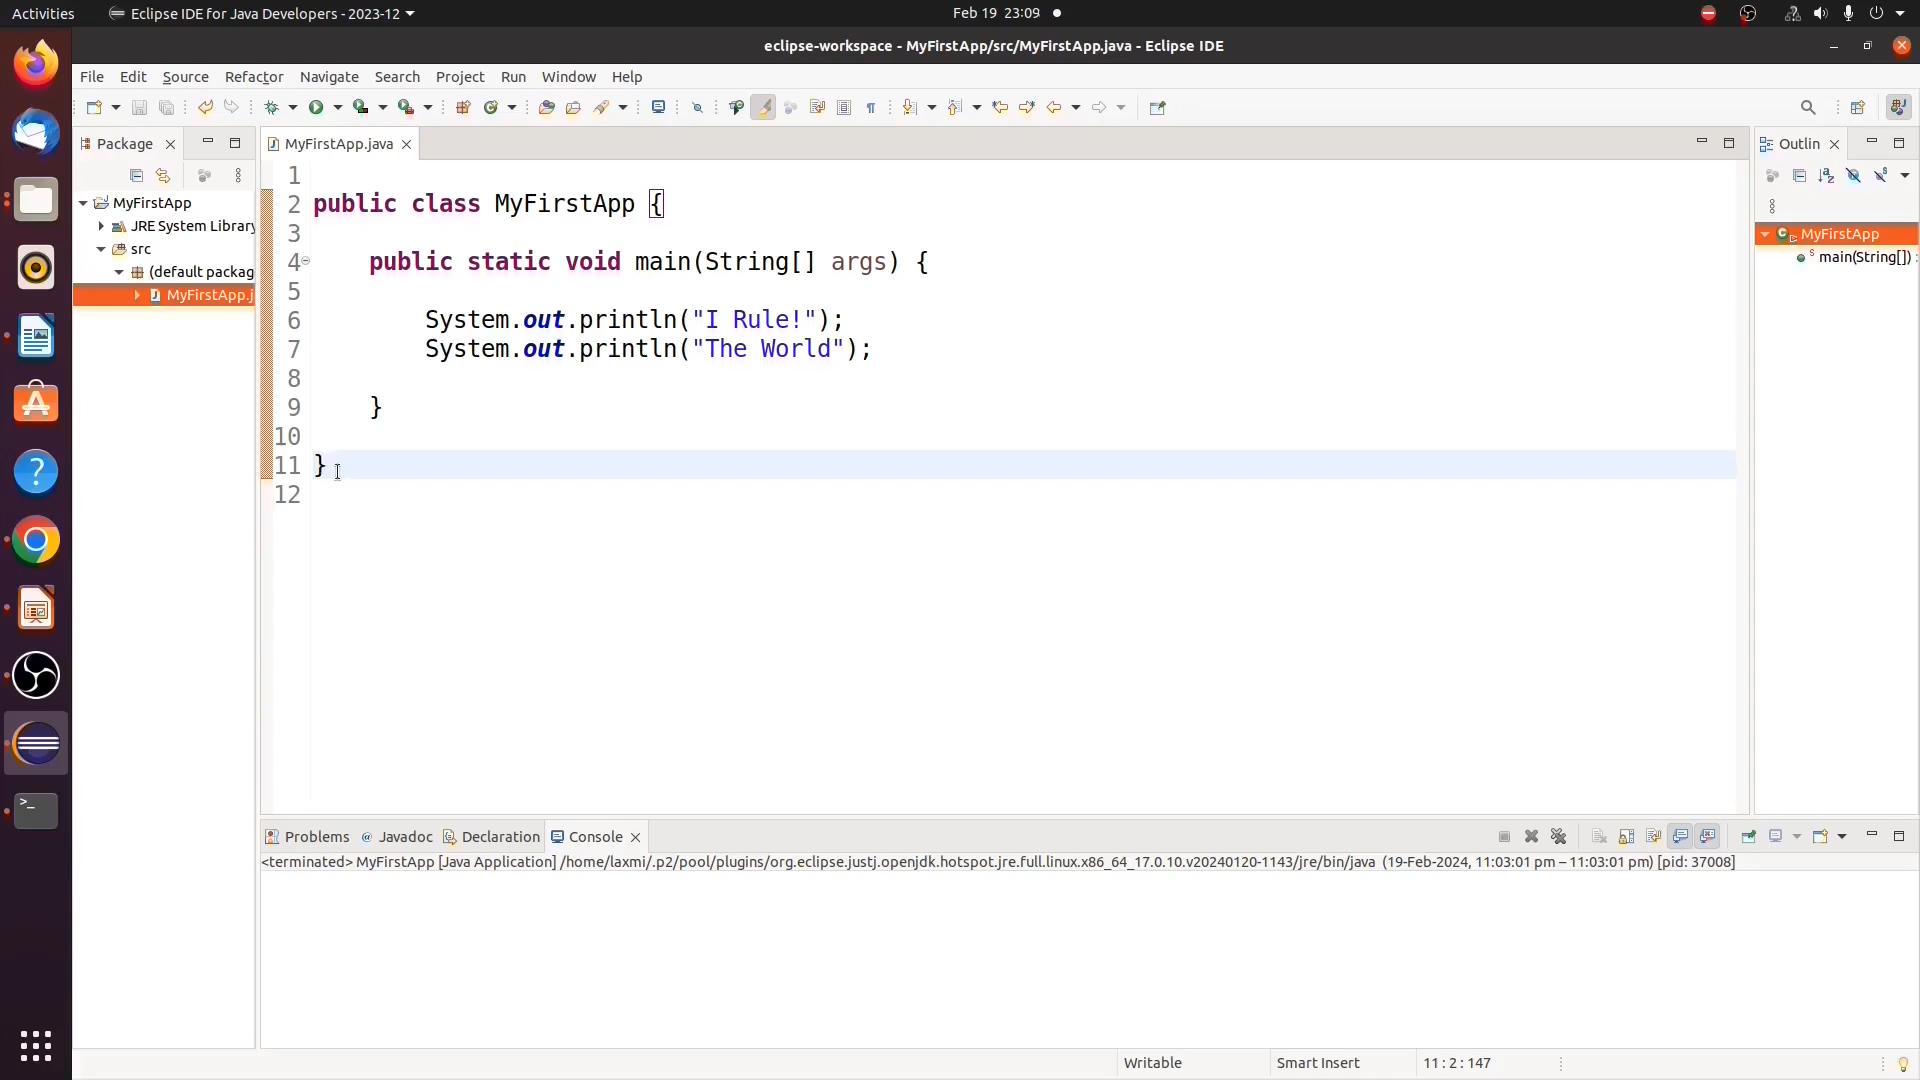 Activities
Eclipse IDE for Java Developers - 2023-12
Feb 19 23:09
eclipse-workspace - MyFirstApp/src/MyFirstApp.java - Eclipse IDE
File Edit Source Refactor Navigate Search Run Window Help
Package
MyFirstApp
JRE System Library
src
(default packag
MyFirstApp.j
MyFirstApp.java
1
2 public class MyFirstApp {
3
4 public static void main(String[] args) {
5
6 System.out.println("I Rule!");
7 System.out.println("The World");
8
9 }
10
11 }
12
Outlin
MyFirstApp
main(String[]) :
Problems Javadoc Declaration Console
<terminated> MyFirstApp [Java Application] /home/laxmi/.p2/pool/plugins/org.eclipse.justj.openjdk.hotspot.jre.full.linux.x86_64_17.0.10.v20240120-1143/jre/bin/java (19-Feb-2024, 11:03:01 pm – 11:03:01 pm) [pid: 37008]
Writable Smart Insert 11 : 2 : 147